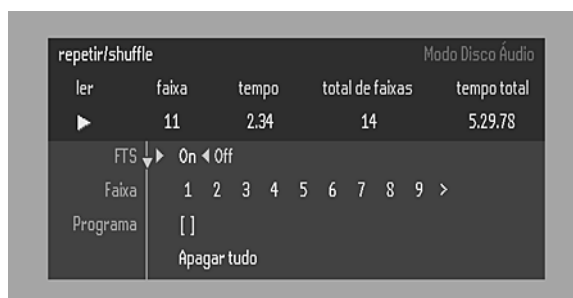 repetir/shuffle Modo Disco Áudio
ler faixa tempo total de faixas tempo total
11 2.34 14 5.29.78
FTS On Off
Faixa 1 2 3 4 5 6 7 8 9 >
Programa [ ]
Apagar tudo